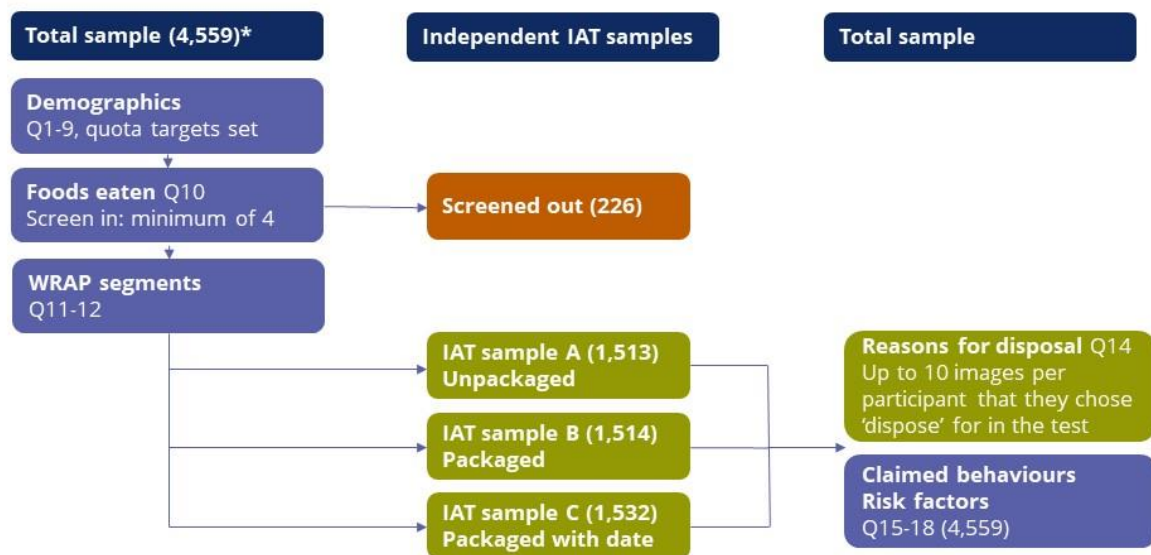 Total sample (4,559)*
Independent IAT samples
Total sample
Demographics
Q1-9, quota targets set
Foods eaten Q10
Screen in: minimum of 4
Screened out (226)
WRAP segments
Q11-12
IAT sample A (1,513)
Unpackaged
IAT sample B (1,514)
Packaged
IAT sample C (1,532)
Packaged with date
Reasons for disposal Q14
Up to 10 images per
participant that they chose
‘dispose’ for in the test
Claimed behaviours
Risk factors
Q15-18 (4,559)